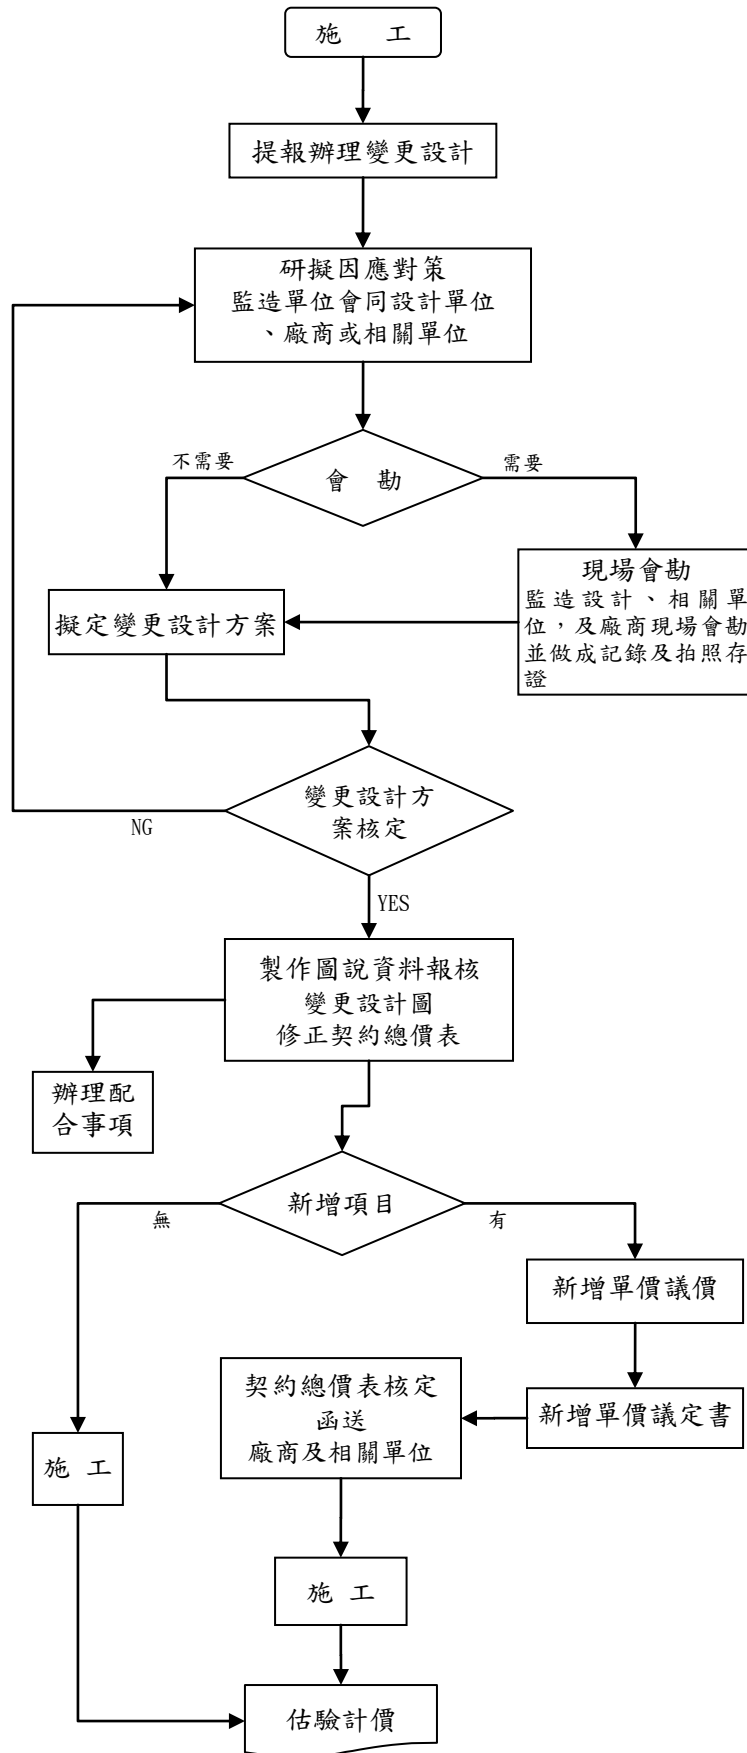 施 工
提報辦理變更設計
研擬因應對策
監造單位會同設計單位
、廠商或相關單位
不需要
會 勘
需要
現場會勘
監造設計、相關單
位，及廠商現場會勘
並做成記錄及拍照存
證
擬定變更設計方案
變更設計方
案核定
NG
YES
製作圖說資料報核
變更設計圖
修正契約總價表
辦理配
合事項
新增項目
無
有
新增單價議價
新增單價議定書
契約總價表核定
函送
廠商及相關單位
施 工
施 工
估驗計價